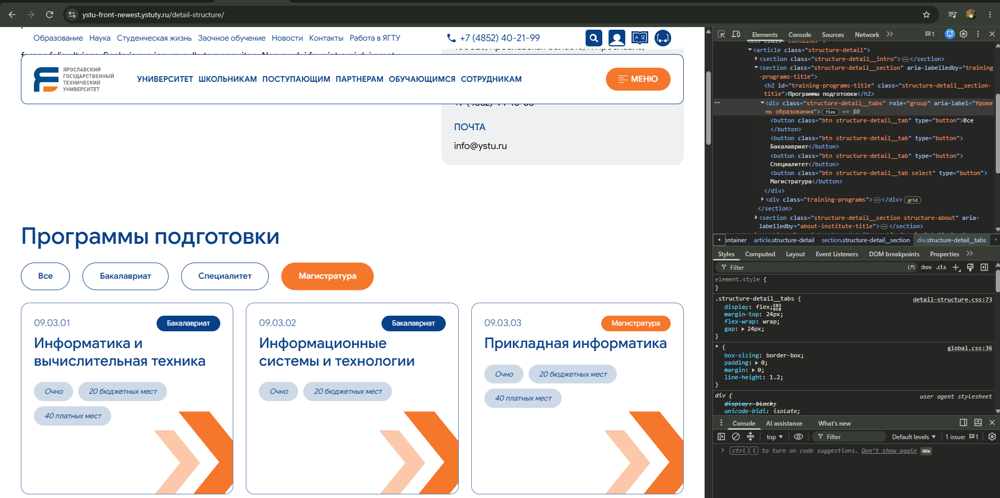 ystu-front-newest.ystuty.ru/detail-structure/
Образование Наука Студенческая жизнь Заочное обучение Новости Контакты Работа в ЯГТУ
+7 (4852) 40-21-99
ЯРОСЛАВСКИЙ
ГОСУДАРСТВЕННЫЙ
ТЕХНИЧЕСКИЙ
УНИВЕРСИТЕТ
УНИВЕРСИТЕТ ШКОЛЬНИКАМ ПОСТУПАЮЩИМ ПАРТНЕРАМ ОБУЧАЮЩИМСЯ СОТРУДНИКАМ
МЕНЮ
ПОЧТА
info@ystu.ru
Программы подготовки
Все Бакалавриат Специалитет Магистратура
09.03.01 Бакалавриат
Информатика и
вычислительная техника
Очно 20 бюджетных мест
40 платных мест
09.03.02 Бакалавриат
Информационные
системы и технологии
Очно 20 бюджетных мест
09.03.03 Магистратура
Прикладная информатика
Очно 20 бюджетных мест
40 платных мест
Elements Console Sources Network 1
<article class="structure-detail">
<section class="structure-detail__intro"> </section>
<section class="structure-detail__section" aria-labelledby="training
-programs-title">
<h2 id="training-programs-title" class="structure-detail__section-
title">Программы подготовки</h2>
<div class="structure-detail__tabs" role="group" aria-label="Урове
нь образования"> flex == $0
<button class="btn structure-detail__tab" type="button">Все
</button>
<button class="btn structure-detail__tab" type="button">
Бакалавриат</button>
<button class="btn structure-detail__tab" type="button">
Специалитет</button>
<button class="btn structure-detail__tab select" type="button">
Магистратура</button>
</div>
<div class="training-programs"> </div> grid
</section>
<section class="structure-detail__section structure-about" aria-
labelledby="about-institute-title"> </section>
ontainer article.structure-detail section.structure-detail__section div.structure-detail__tabs
Styles Computed Layout Event Listeners DOM breakpoints Properties
Filter :hov .cls
element.style {
}
.structure-detail__tabs { detail-structure.css:73
display: flex;
margin-top: 24px;
flex-wrap: wrap;
gap: 24px;
}
* { global.css:36
box-sizing: border-box;
padding: 0;
margin: 0;
line-height: 1.2;
}
div { user agent stylesheet
display: block;
unicode-bidi: isolate;
Console AI assistance What's new
top Filter Default levels 1 issue: 1
ctrl i to turn on code suggestions. Don't show again NEW